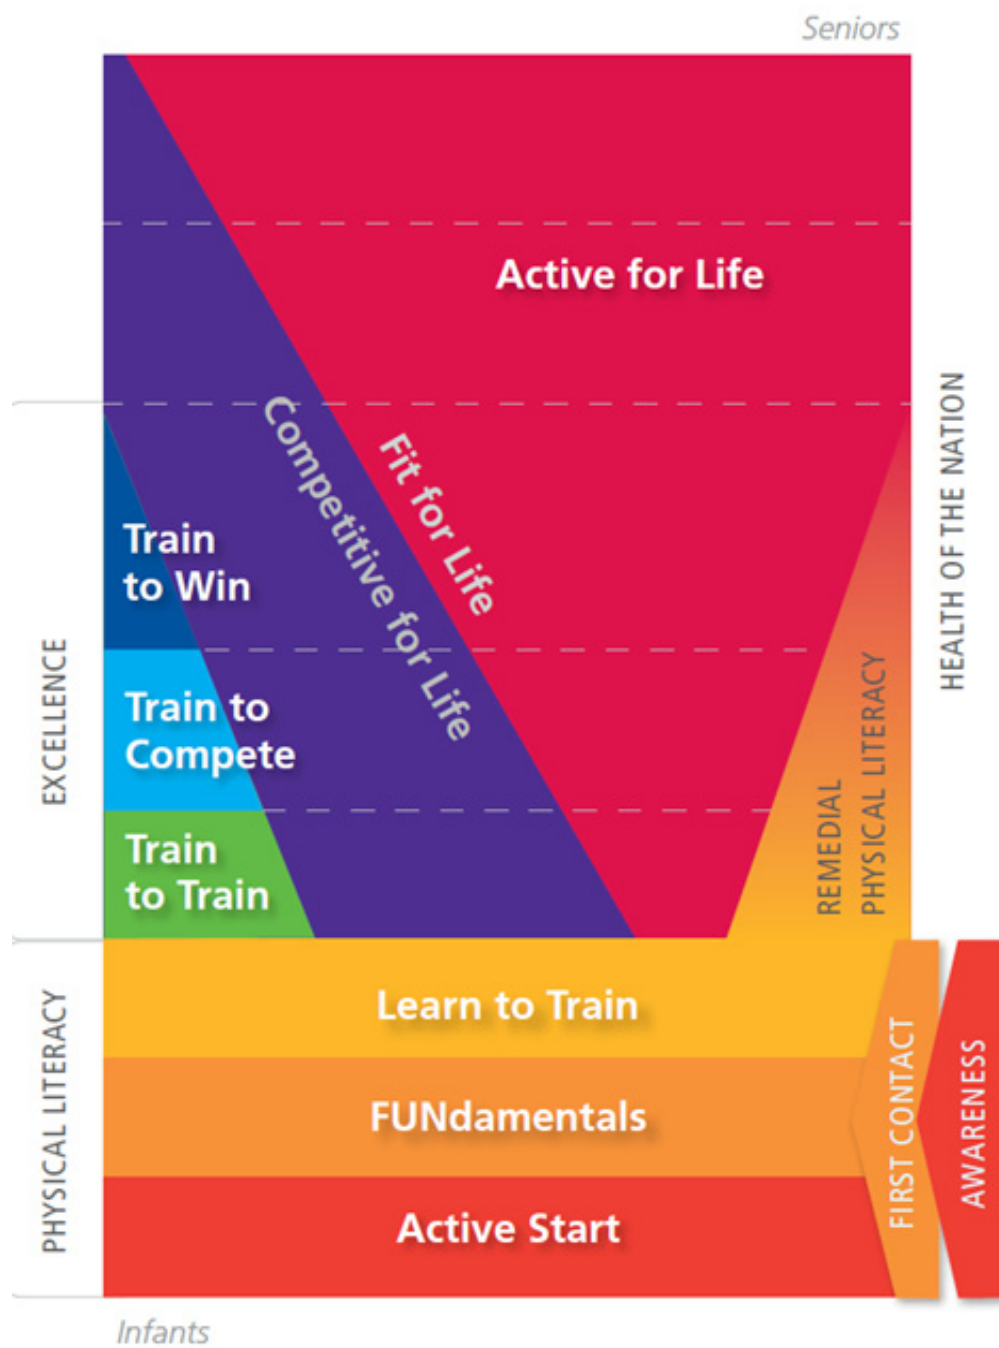 Seniors
Active for Life
HEALTH OF THE NATION
Competitive for Life
Fit for Life
Train
to Win
EXCELLENCE
Train to
Compete
REMEDIAL
PHYSICAL LITERACY
Train
to Train
PHYSICAL LITERACY
Learn to Train
FUNdamentals
Active Start
FIRST CONTACT
AWARENESS
Infants